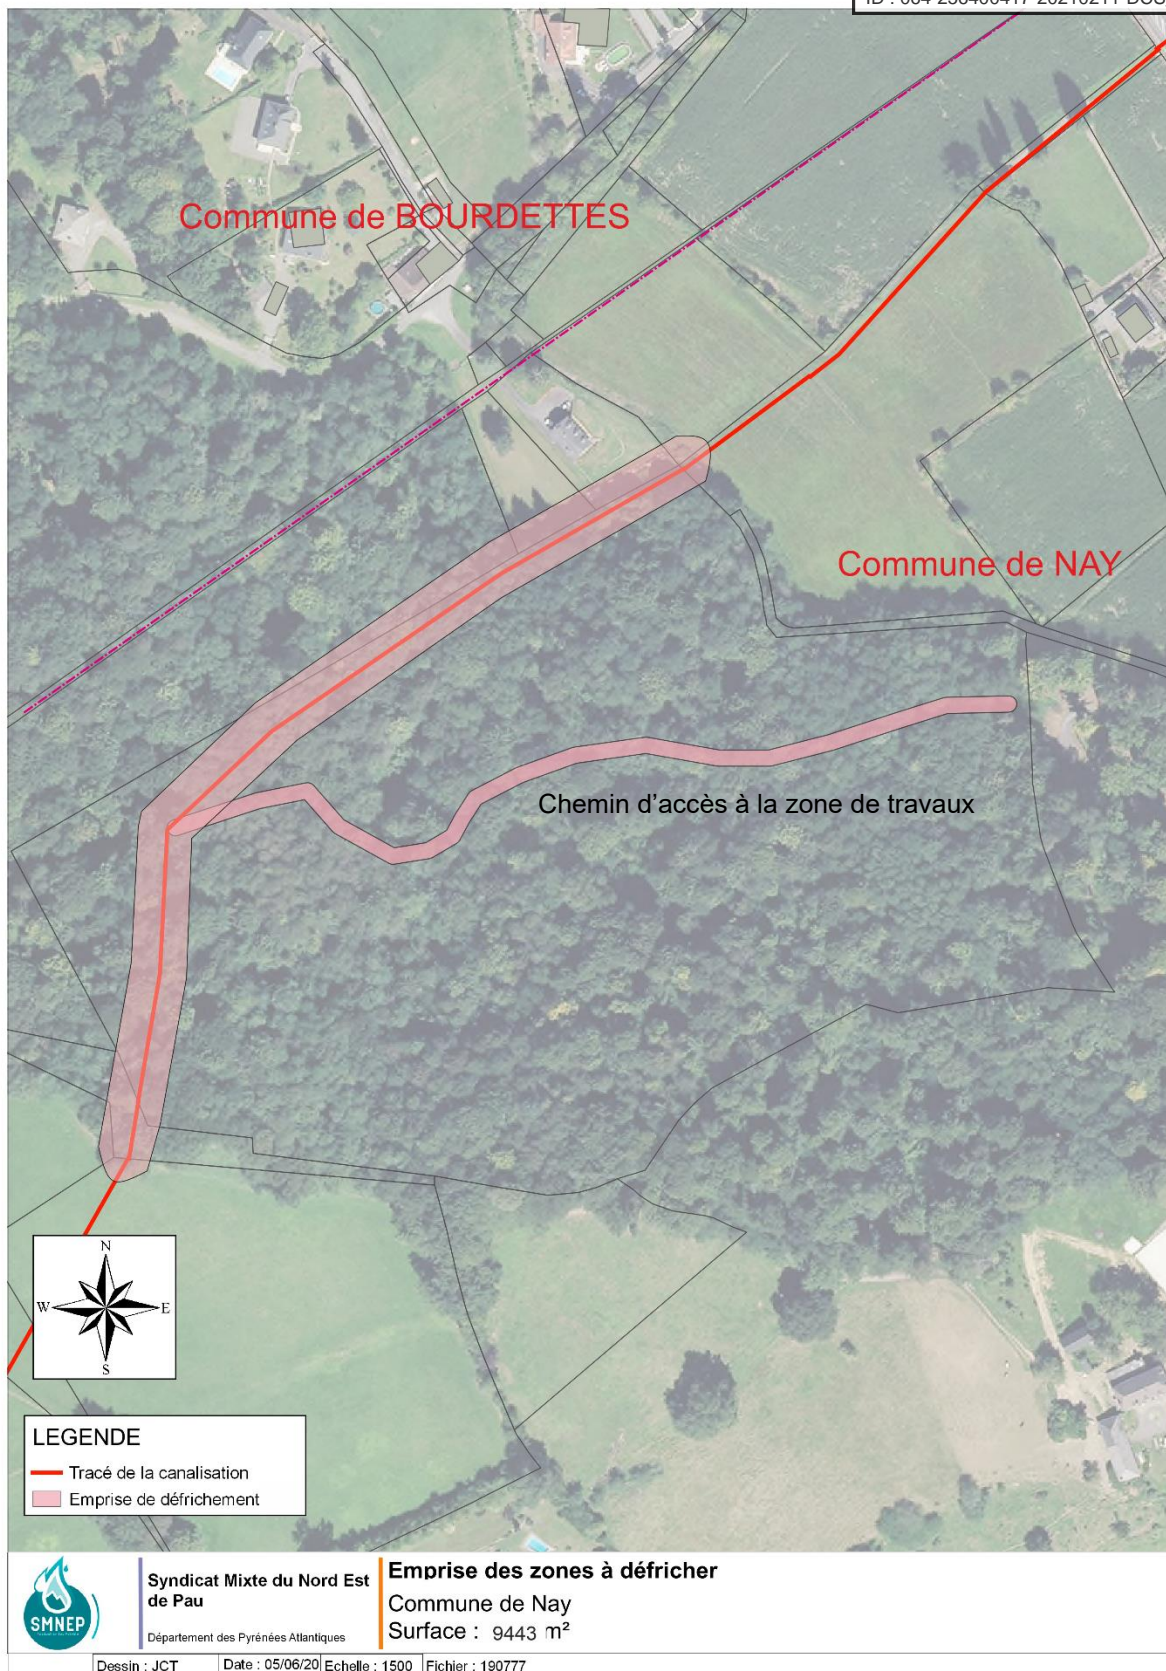 Commune de BOURDETTES
Commune de NAY
Chemin d'accès à la zone de travaux
N
W
E
S
LEGENDE
Tracé de la canalisation
Emprise de défrichement
SMNEP
Syndicat Mixte du Nord Est
de Pau
Département des Pyrénées Atlantiques
Emprise des zones à défricher
Commune de Nay
Surface : 9443 m²
Dessin : JCT
Date : 05/06/20
Echelle : 1500
Fichier : 190777